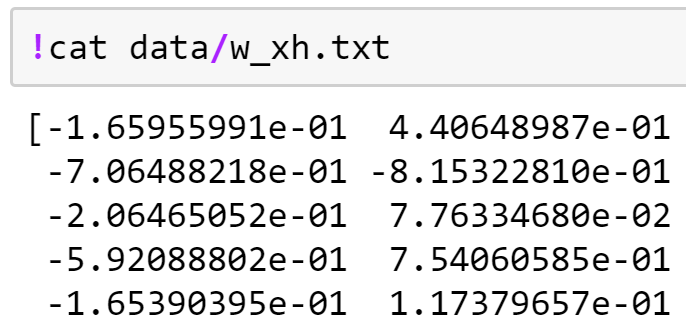 !cat data/w_xh.txt
[-1.65955991e-01  4.40648987e-01
 -7.06488218e-01 -8.15322810e-01
 -2.06465052e-01  7.76334680e-02
 -5.92088802e-01  7.54060585e-01
 -1.65390395e-01  1.17379657e-01